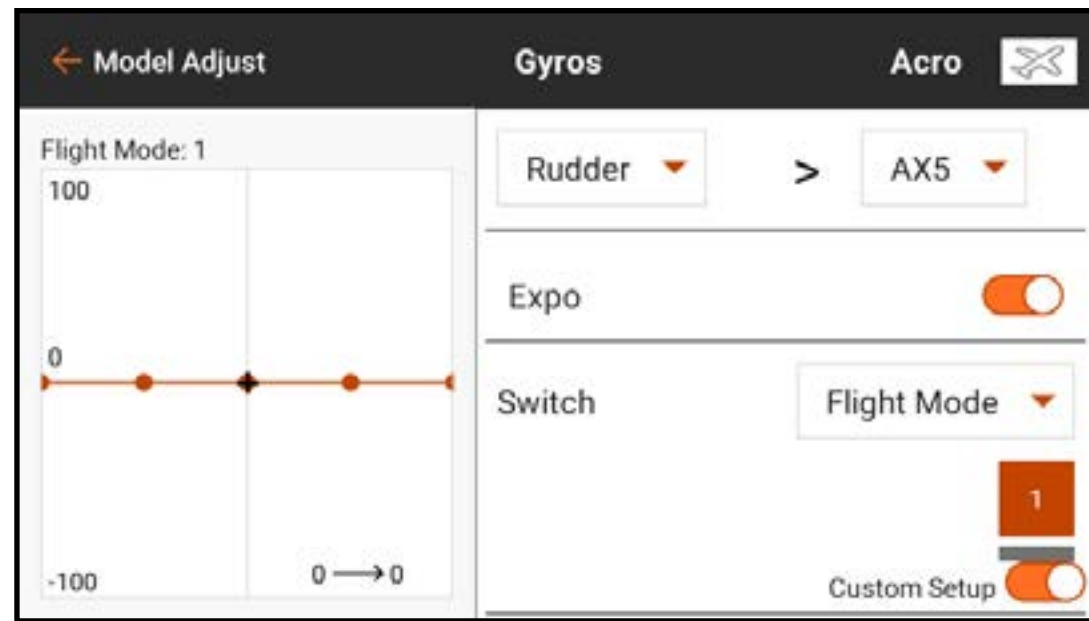 ← Model Adjust Gyros Acro
Flight Mode: 1
100
0
-100
0 → 0
Rudder > AX5
Expo
Switch Flight Mode
1
Custom Setup